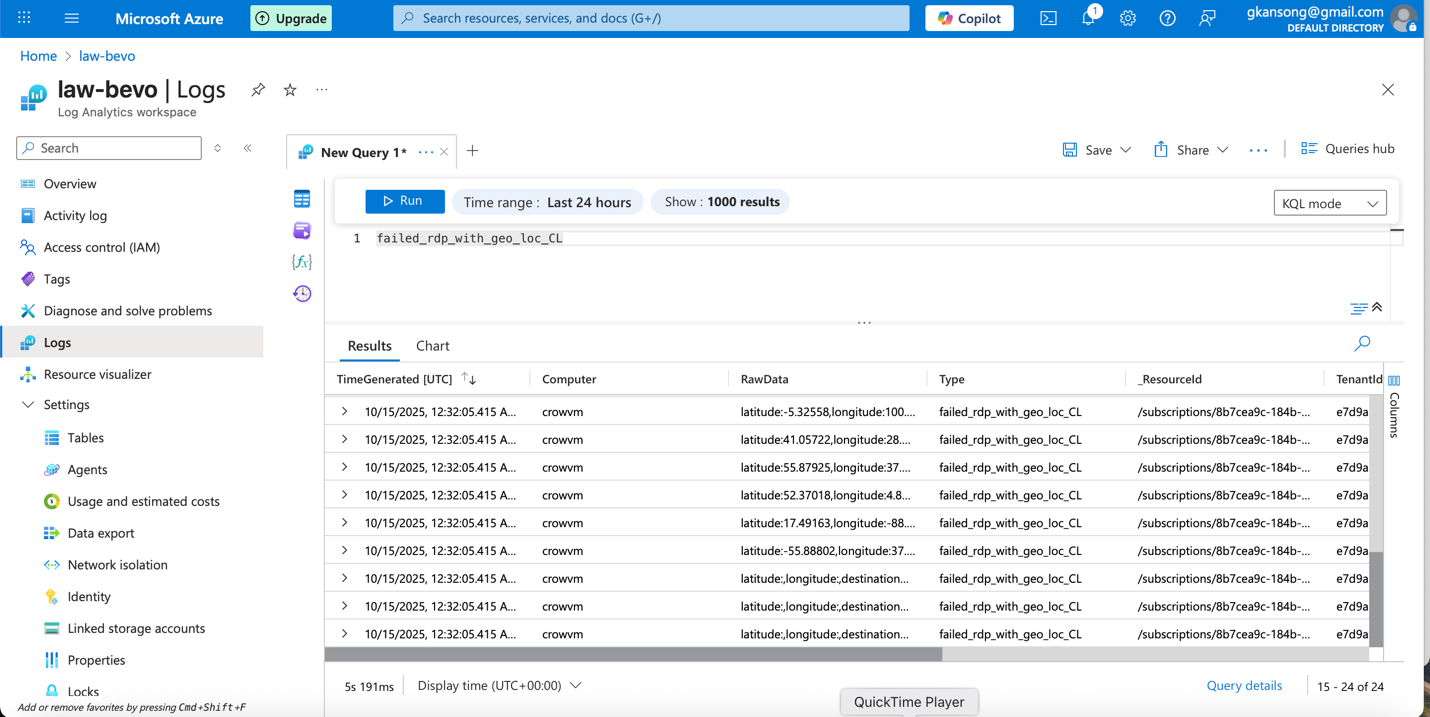 Microsoft Azure
Upgrade
Search resources, services, and docs (G+/)
Copilot
1
gkansong@gmail.com
DEFAULT DIRECTORY
Home > law-bevo
law-bevo | Logs
Log Analytics workspace
Search
Overview
Activity log
Access control (IAM)
Tags
Diagnose and solve problems
Logs
Resource visualizer
Settings
Tables
Agents
Usage and estimated costs
Data export
Network isolation
Identity
Linked storage accounts
Properties
Locks
Add or remove favorites by pressing Cmd+Shift+F
New Query 1*
Save
Share
Queries hub
Run
Time range : Last 24 hours
Show : 1000 results
KQL mode
1 failed_rdp_with_geo_loc_CL
Results Chart
TimeGenerated [UTC] Computer RawData Type _ResourceId TenantId
10/15/2025, 12:32:05.415 A... crowvm latitude:-5.32558,longitude:100.... failed_rdp_with_geo_loc_CL /subscriptions/8b7cea9c-184b-... e7d9a
10/15/2025, 12:32:05.415 A... crowvm latitude:41.05722,longitude:28.... failed_rdp_with_geo_loc_CL /subscriptions/8b7cea9c-184b-... e7d9a
10/15/2025, 12:32:05.415 A... crowvm latitude:55.87925,longitude:37.... failed_rdp_with_geo_loc_CL /subscriptions/8b7cea9c-184b-... e7d9a
10/15/2025, 12:32:05.415 A... crowvm latitude:52.37018,longitude:4.8... failed_rdp_with_geo_loc_CL /subscriptions/8b7cea9c-184b-... e7d9a
10/15/2025, 12:32:05.415 A... crowvm latitude:17.49163,longitude:-88.... failed_rdp_with_geo_loc_CL /subscriptions/8b7cea9c-184b-... e7d9a
10/15/2025, 12:32:05.415 A... crowvm latitude:-55.88802,longitude:37.... failed_rdp_with_geo_loc_CL /subscriptions/8b7cea9c-184b-... e7d9a
10/15/2025, 12:32:05.415 A... crowvm latitude:,longitude:,destination... failed_rdp_with_geo_loc_CL /subscriptions/8b7cea9c-184b-... e7d9a
10/15/2025, 12:32:05.415 A... crowvm latitude:,longitude:,destination... failed_rdp_with_geo_loc_CL /subscriptions/8b7cea9c-184b-... e7d9a
10/15/2025, 12:32:05.415 A... crowvm latitude:,longitude:,destination... failed_rdp_with_geo_loc_CL /subscriptions/8b7cea9c-184b-... e7d9a
Columns
5s 191ms
Display time (UTC+00:00)
Query details
15 - 24 of 24
QuickTime Player